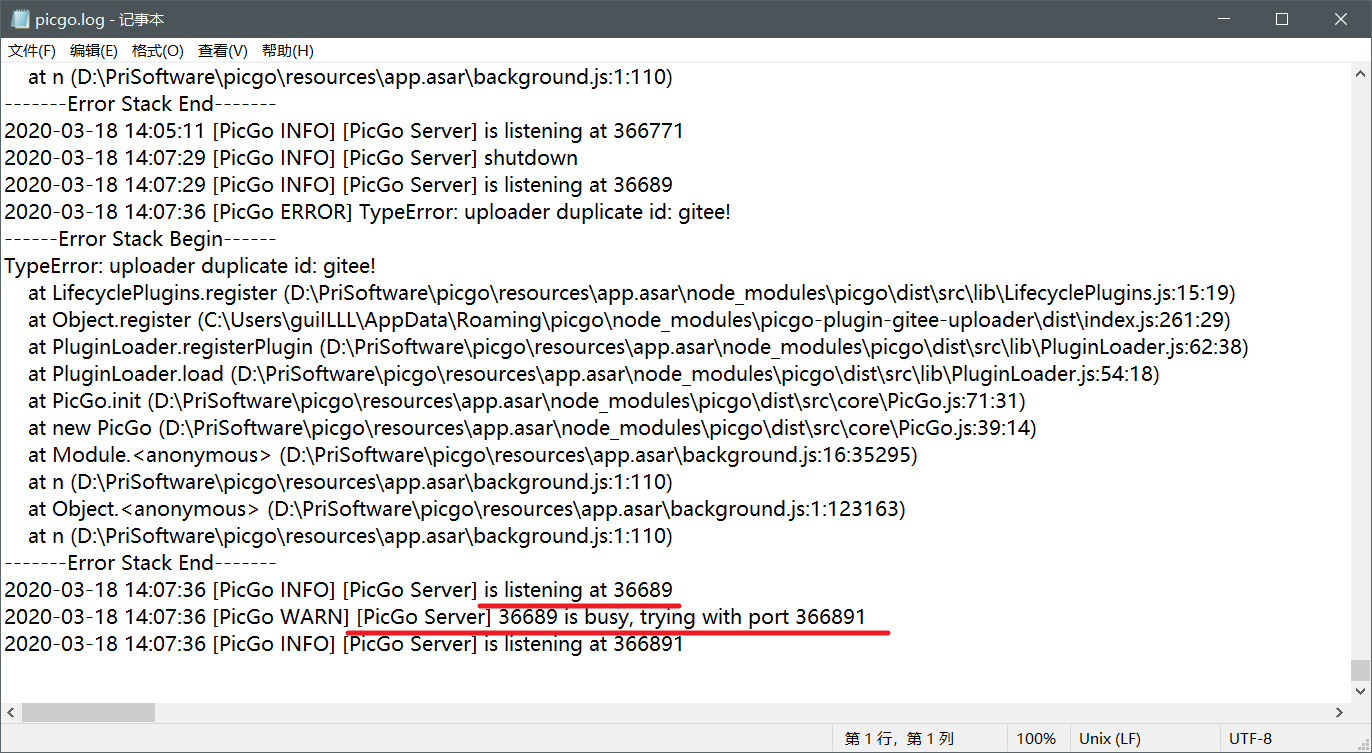 picgo.log - 记事本
文件(F) 编辑(E) 格式(O) 查看(V) 帮助(H)
at n (D:\PriSoftware\picgo\resources\app.asar\background.js:1:110)
-------Error Stack End-------
2020-03-18 14:05:11 [PicGo INFO] [PicGo Server] is listening at 366771
2020-03-18 14:07:29 [PicGo INFO] [PicGo Server] shutdown
2020-03-18 14:07:29 [PicGo INFO] [PicGo Server] is listening at 36689
2020-03-18 14:07:36 [PicGo ERROR] TypeError: uploader duplicate id: gitee!
------Error Stack Begin------
TypeError: uploader duplicate id: gitee!
at LifecyclePlugins.register (D:\PriSoftware\picgo\resources\app.asar\node_modules\picgo\dist\src\lib\LifecyclePlugins.js:15:19)
at Object.register (C:\Users\guiILLL\AppData\Roaming\picgo\node_modules\picgo-plugin-gitee-uploader\dist\index.js:261:29)
at PluginLoader.registerPlugin (D:\PriSoftware\picgo\resources\app.asar\node_modules\picgo\dist\src\lib\PluginLoader.js:62:38)
at PluginLoader.load (D:\PriSoftware\picgo\resources\app.asar\node_modules\picgo\dist\src\lib\PluginLoader.js:54:18)
at PicGo.init (D:\PriSoftware\picgo\resources\app.asar\node_modules\picgo\dist\src\core\PicGo.js:71:31)
at new PicGo (D:\PriSoftware\picgo\resources\app.asar\node_modules\picgo\dist\src\core\PicGo.js:39:14)
at Module.<anonymous> (D:\PriSoftware\picgo\resources\app.asar\background.js:16:35295)
at n (D:\PriSoftware\picgo\resources\app.asar\background.js:1:110)
at Object.<anonymous> (D:\PriSoftware\picgo\resources\app.asar\background.js:1:123163)
at n (D:\PriSoftware\picgo\resources\app.asar\background.js:1:110)
-------Error Stack End-------
2020-03-18 14:07:36 [PicGo INFO] [PicGo Server] is listening at 36689
2020-03-18 14:07:36 [PicGo WARN] [PicGo Server] 36689 is busy, trying with port 366891
2020-03-18 14:07:36 [PicGo INFO] [PicGo Server] is listening at 366891
第 1 行，第 1 列 100% Unix (LF) UTF-8